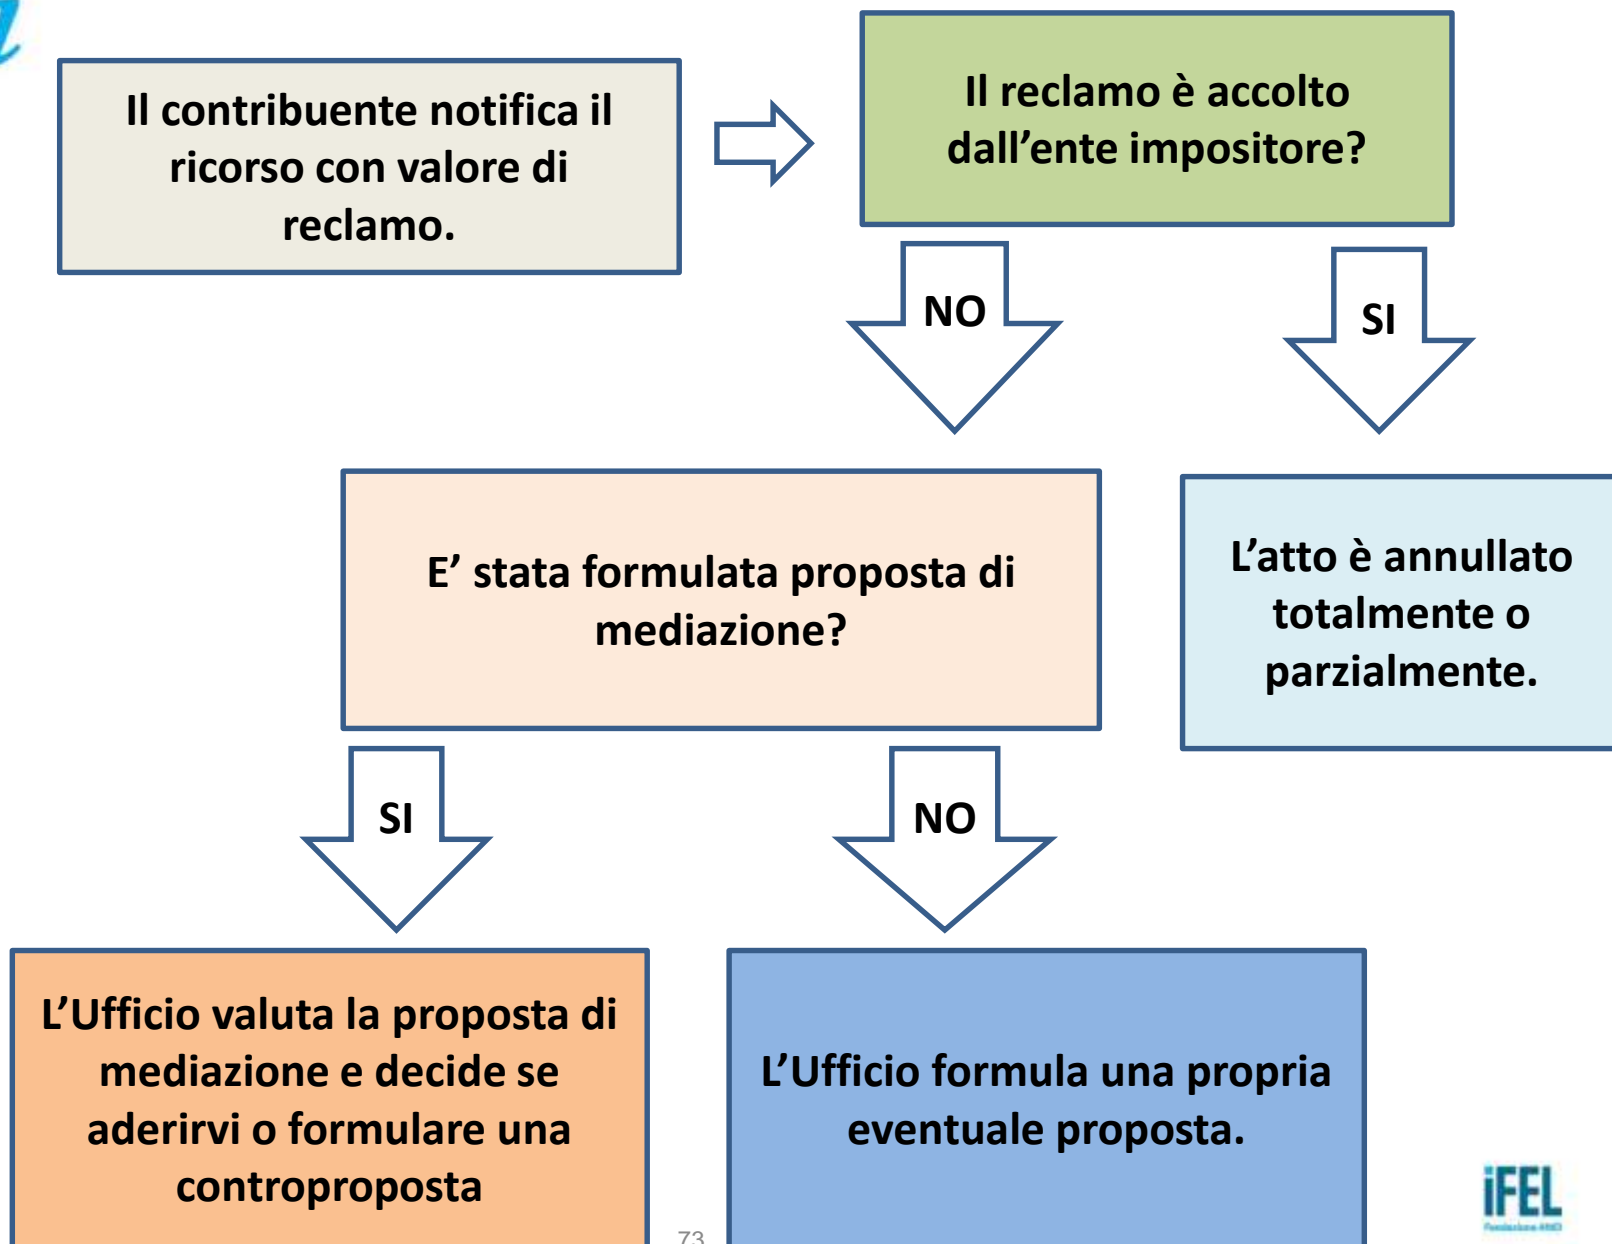 Il contribuente notifica il
ricorso con valore di
reclamo.
Il reclamo è accolto
dall’ente impositore?
NO
SI
E’ stata formulata proposta di
mediazione?
L’atto è annullato
totalmente o
parzialmente.
SI
NO
L’Ufficio valuta la proposta di
mediazione e decide se
aderirvi o formulare una
controproposta
L’Ufficio formula una propria
eventuale proposta.
73
iFEL
Fondazione ANCI